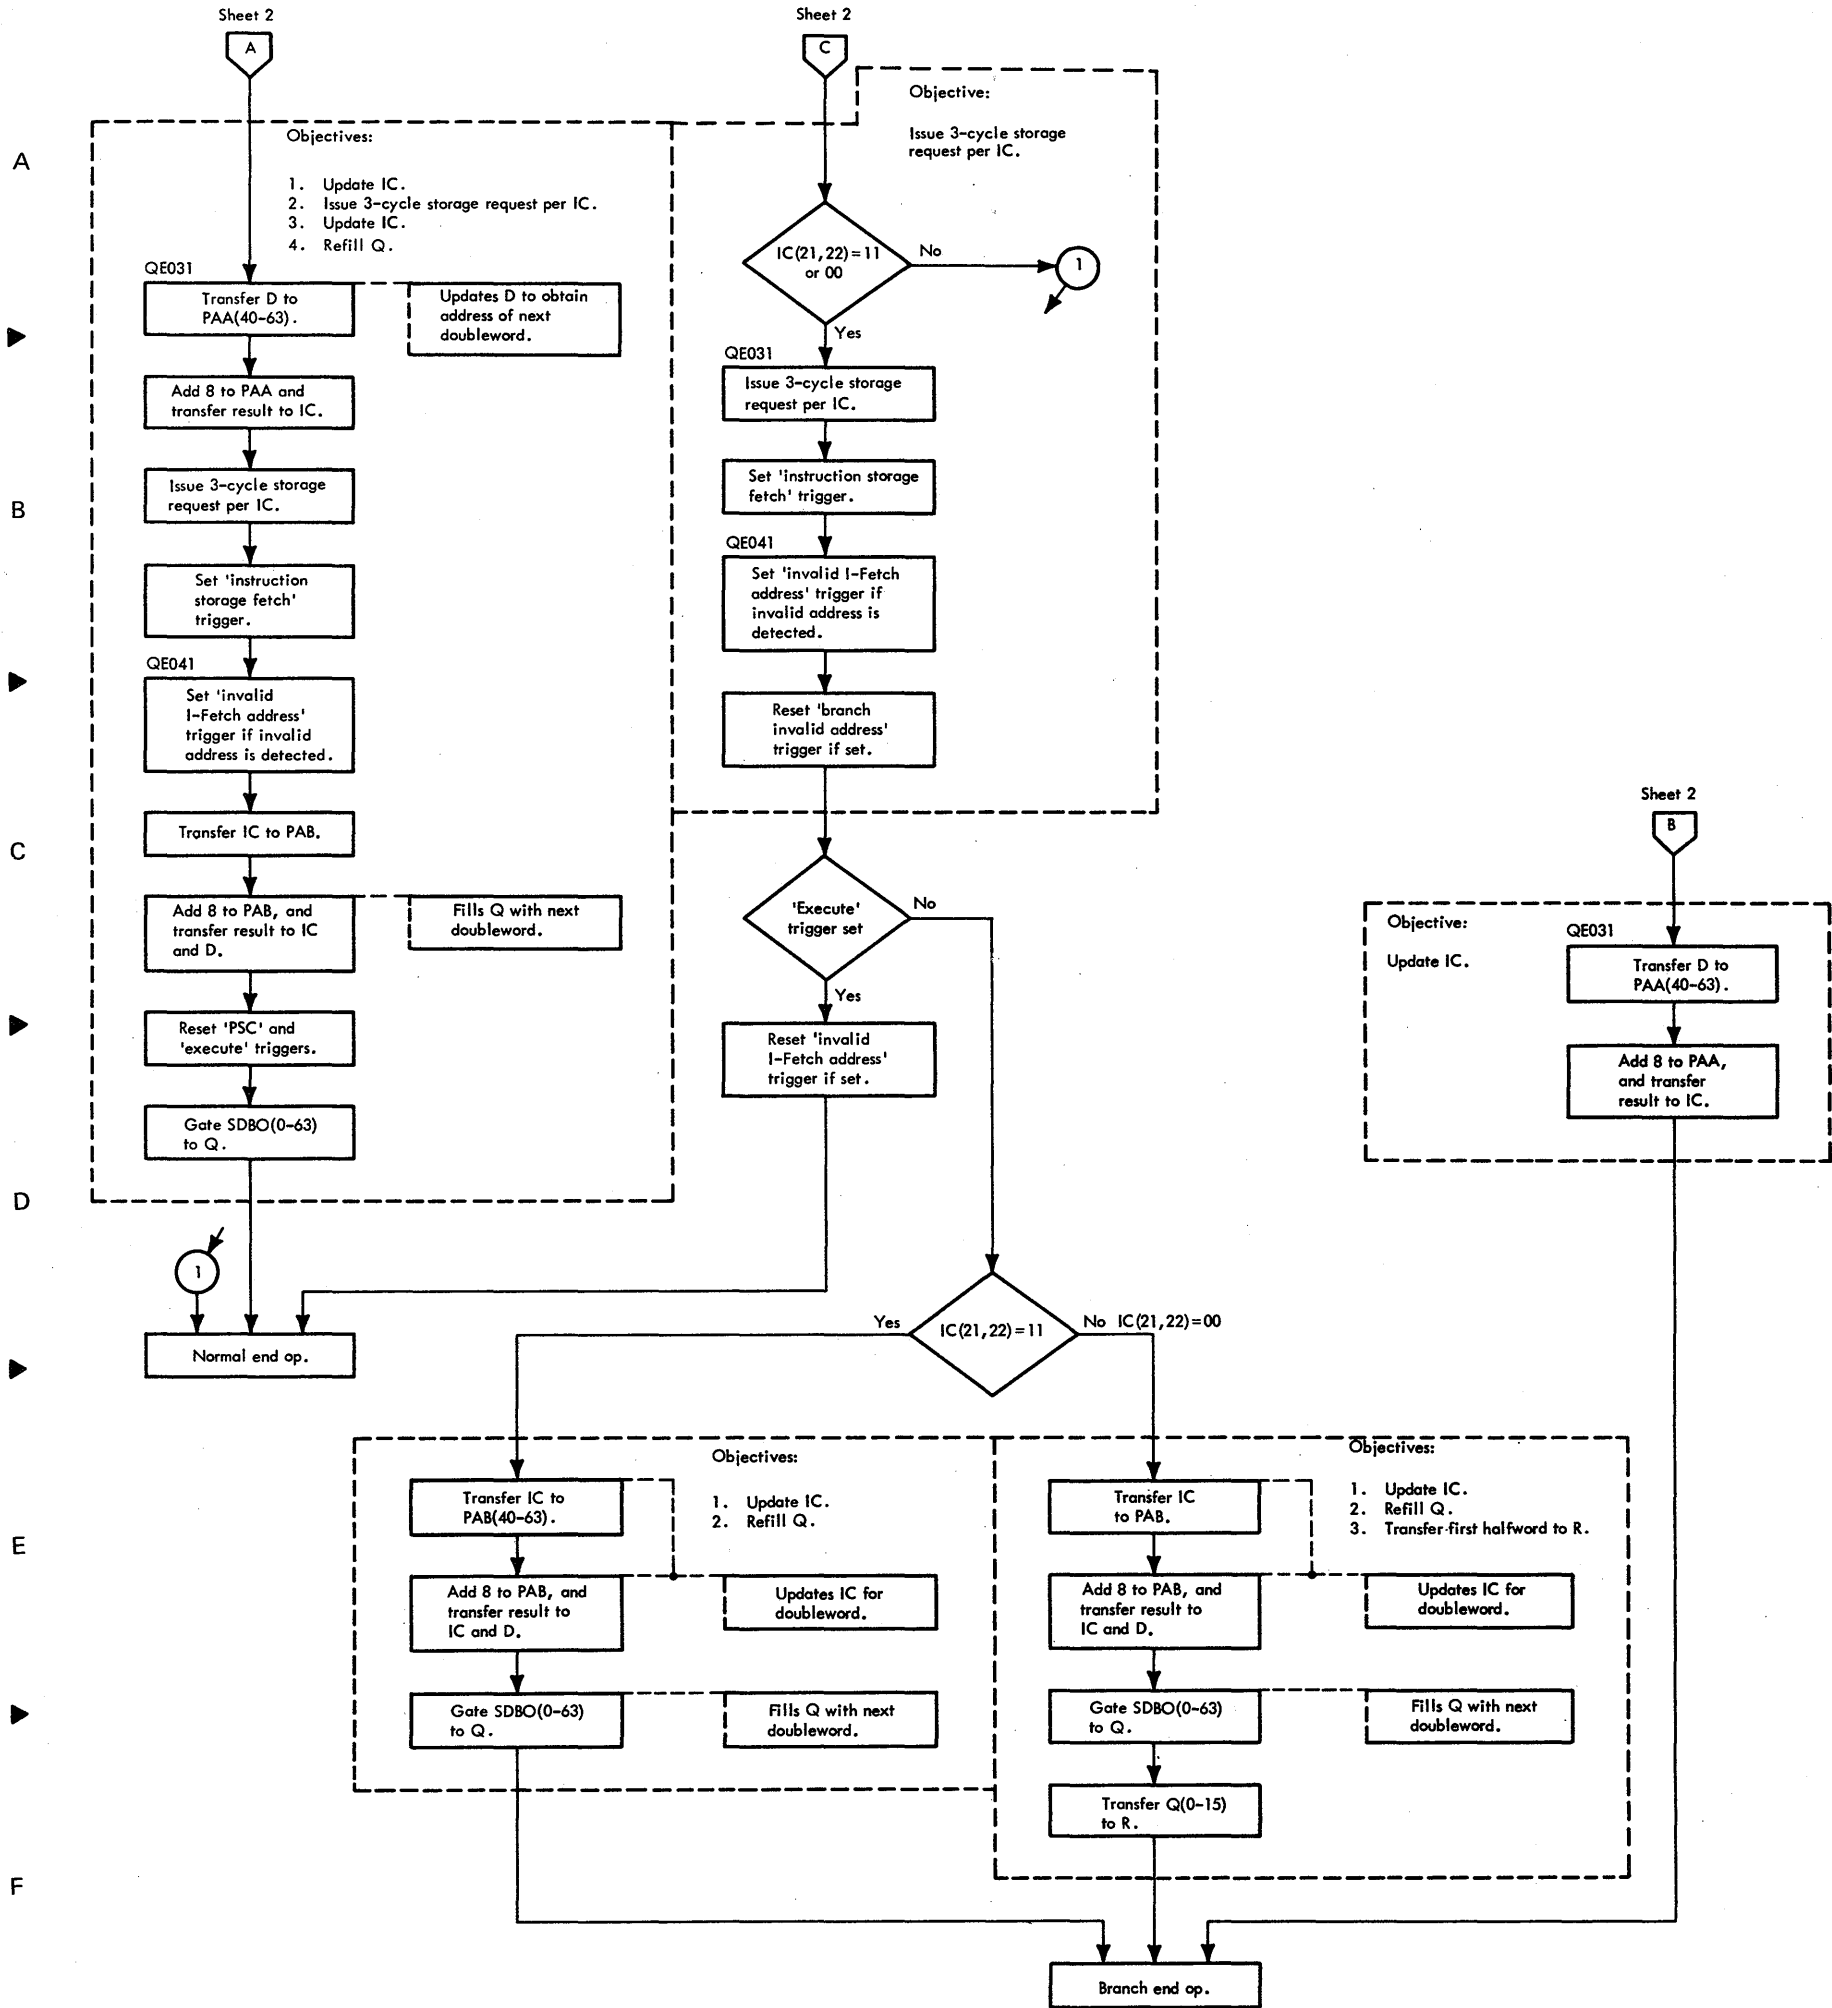 Sheet 2
A
Sheet 2
C
Objective:
Issue 3-cycle storage
request per IC.
A
Objectives:
1. Update IC.
2. Issue 3-cycle storage request per IC.
3. Update IC.
4. Refill Q.
QE031
Transfer D to
PAA(40-63).
Updates D to obtain
address of next
doubleword.
Add 8 to PAA and
transfer result to IC.
B
Issue 3-cycle storage
request per IC.
Set 'instruction
storage fetch'
trigger.
QE041
Set 'invalid
I-Fetch address'
trigger if invalid
address is detected.
C
Transfer IC to PAB.
Add 8 to PAB, and
transfer result to IC
and D.
Fills Q with next
doubleword.
Reset 'PSC' and
'execute' triggers.
Gate SDBO(0-63)
to Q.
D
1
Normal end op.
IC(21,22)=11
or 00
No
1
Yes
QE031
Issue 3-cycle storage
request per IC.
Set 'instruction storage
fetch' trigger.
QE041
Set 'invalid I-Fetch
address' trigger if
invalid address is
detected.
Reset 'branch
invalid address'
trigger if set.
'Execute'
trigger set
No
Yes
Reset 'invalid
I-Fetch address'
trigger if set.
Sheet 2
B
Objective:
Update IC.
QE031
Transfer D to
PAA(40-63).
Add 8 to PAA,
and transfer
result to IC.
Yes
IC(21,22)=11
No IC(21,22)=00
Objectives:
1. Update IC.
2. Refill Q.
Transfer IC to
PAB(40-63).
E
Add 8 to PAB, and
transfer result to
IC and D.
Updates IC for
doubleword.
Gate SDBO(0-63)
to Q.
Fills Q with next
doubleword.
Objectives:
1. Update IC.
2. Refill Q.
3. Transfer first halfword to R.
Transfer IC
to PAB.
Add 8 to PAB, and
transfer result to
IC and D.
Updates IC for
doubleword.
Gate SDBO(0-63)
to Q.
Fills Q with next
doubleword.
Transfer Q(0-15)
to R.
F
Branch end op.